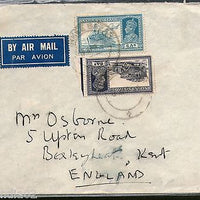 BY AIR MAIL
PAR AVION
Mrs Osborne
5 Upton Road
Bexleyheath, Kent
ENGLAND